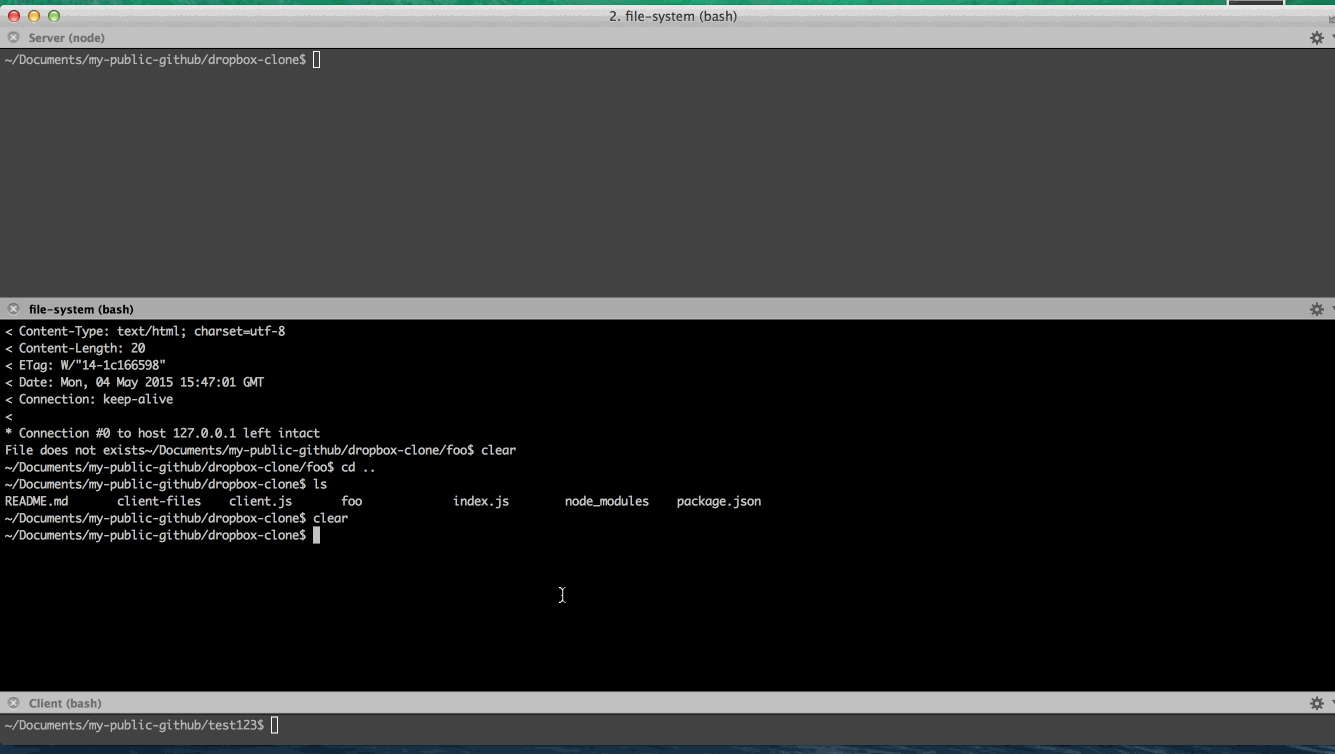 2. file-system (bash)
Server (node)
~/Documents/my-public-github/dropbox-clone$
file-system (bash)
< Content-Type: text/html; charset=utf-8
< Content-Length: 20
< ETag: W/"14-1c166598"
< Date: Mon, 04 May 2015 15:47:01 GMT
< Connection: keep-alive
<
* Connection #0 to host 127.0.0.1 left intact
File does not exists~/Documents/my-public-github/dropbox-clone/foo$ clear
~/Documents/my-public-github/dropbox-clone/foo$ cd ..
~/Documents/my-public-github/dropbox-clone$ ls
README.md client-files client.js foo index.js node_modules package.json
~/Documents/my-public-github/dropbox-clone$ clear
~/Documents/my-public-github/dropbox-clone$
Client (bash)
~/Documents/my-public-github/test123$